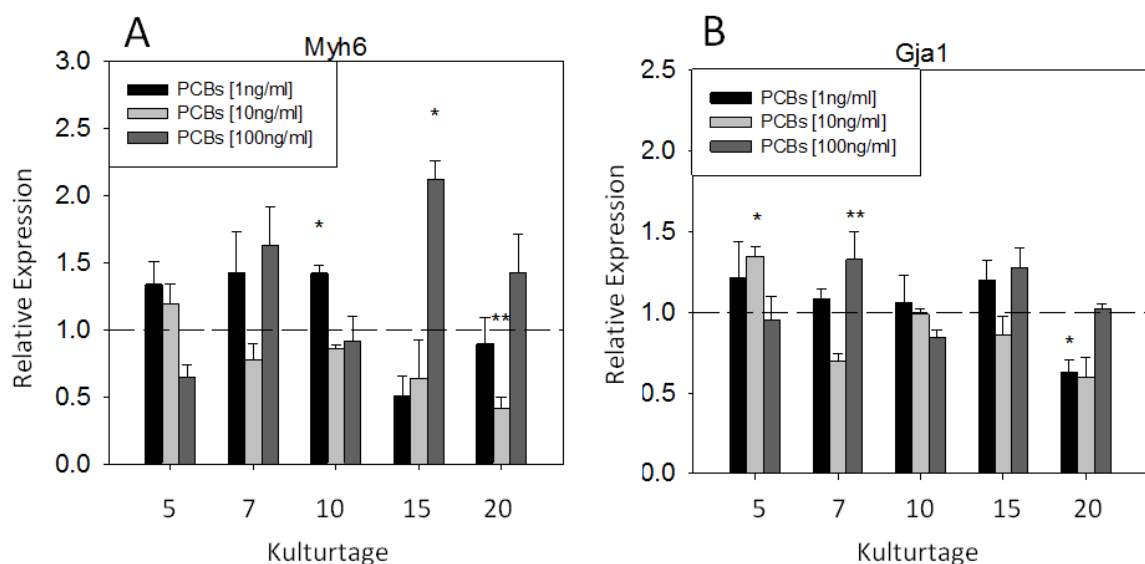 A
Myh6
3.0
2.5
2.0
1.5
1.0
0.5
0.0
Relative Expression
PCBs [1ng/ml]
PCBs [10ng/ml]
PCBs [100ng/ml]
*
*
**
5 7 10 15 20
Kulturtage
B
Gja1
2.5
2.0
1.5
1.0
0.5
0.0
Relative Expression
PCBs [1ng/ml]
PCBs [10ng/ml]
PCBs [100ng/ml]
*
**
*
5 7 10 15 20
Kulturtage